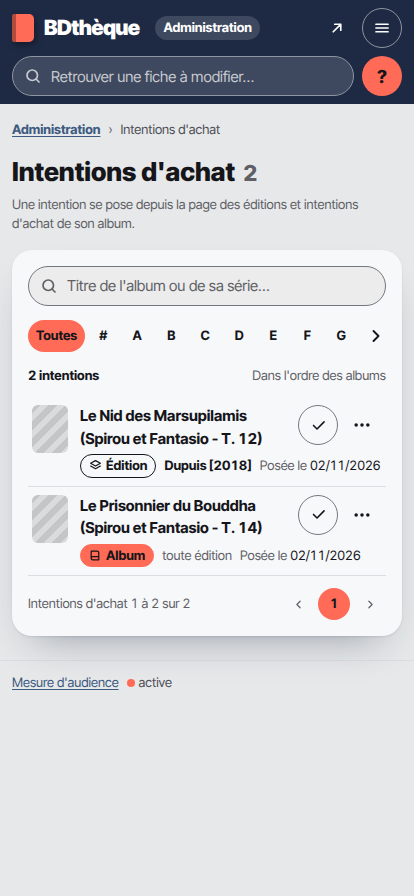 BDthèque Administration
Retrouver une fiche à modifier... ?
Administration › Intentions d'achat
Intentions d'achat 2
Une intention se pose depuis la page des éditions et intentions
d'achat de son album.
Titre de l'album ou de sa série...
Toutes # A B C D E F G
2 intentions Dans l'ordre des albums
Le Nid des Marsupilamis
(Spirou et Fantasio - T. 12)
Édition Depuis [2018] Posée le 02/11/2026
Le Prisonnier du Bouddha
(Spirou et Fantasio - T. 14)
Album toute édition Posée le 02/11/2026
Intentions d'achat 1 à 2 sur 2 ‹ 1 ›
Mesure d'audience active